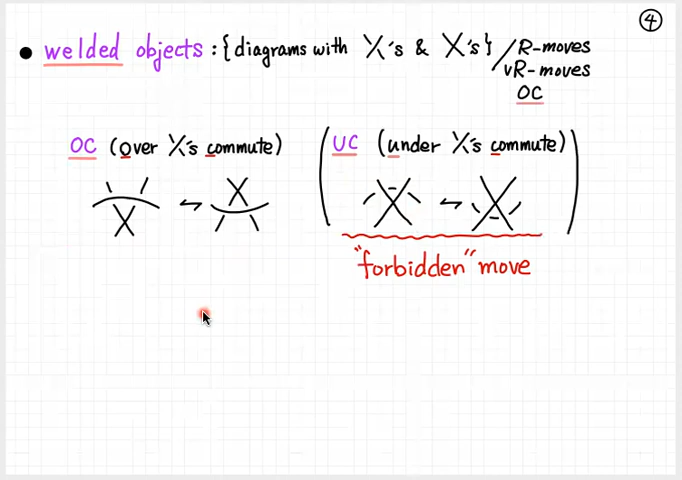 ④
• welded objects : { diagrams with X's & X's } / R-moves
vR-moves
OC
OC (over X's commute)
( UC (under X's commute) )
"forbidden" move